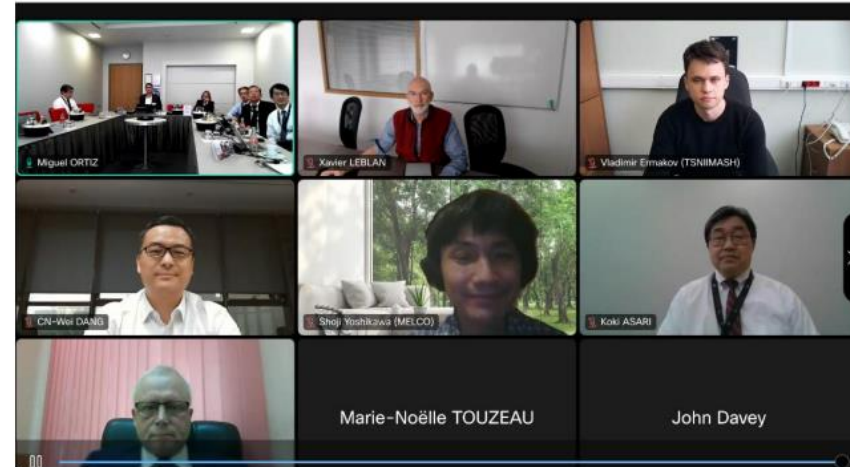 Miguel ORTIZ
Xavier LEBLAN
Vladimir Ermakov (TSNIIMASH)
CN-Wei DANG
Shoji Yoshikawa (MELCO)
Koki ASARI
Marie-Noëlle TOUZEAU
John Davey